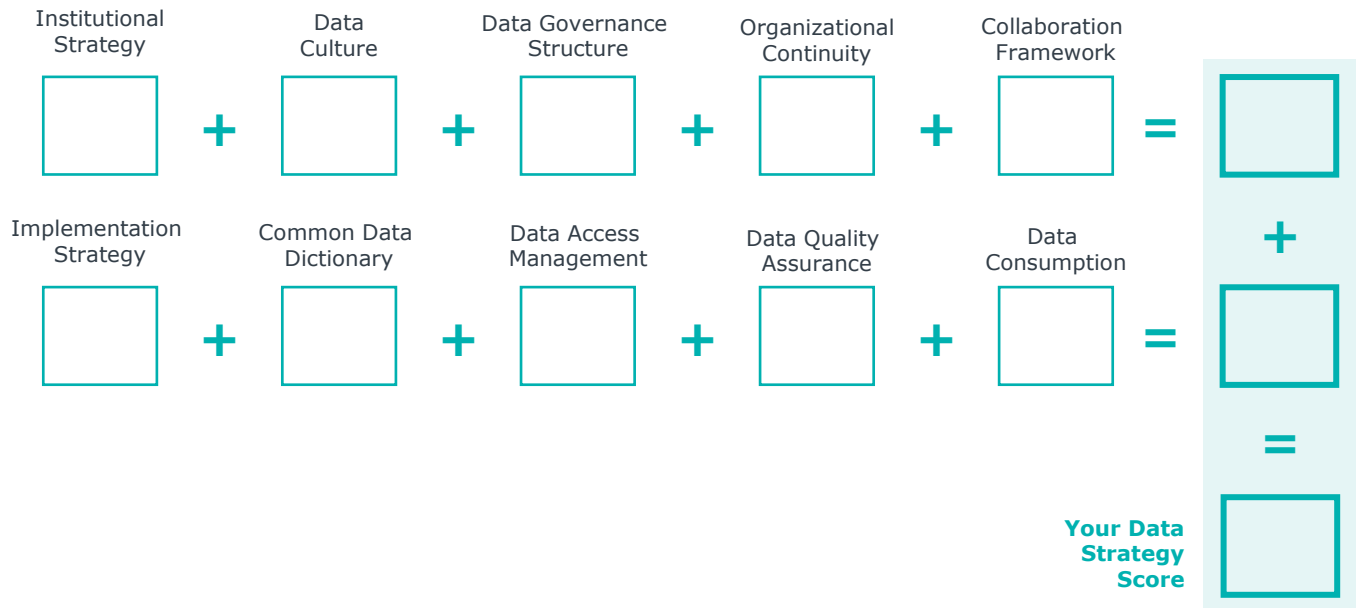 Institutional
Strategy
Data
Culture
Data Governance
Structure
Organizational
Continuity
Collaboration
Framework
+
+
+
+
=
+
Implementation
Strategy
Common Data
Dictionary
Data Access
Management
Data Quality
Assurance
Data
Consumption
+
+
+
+
=
=
Your Data
Strategy
Score